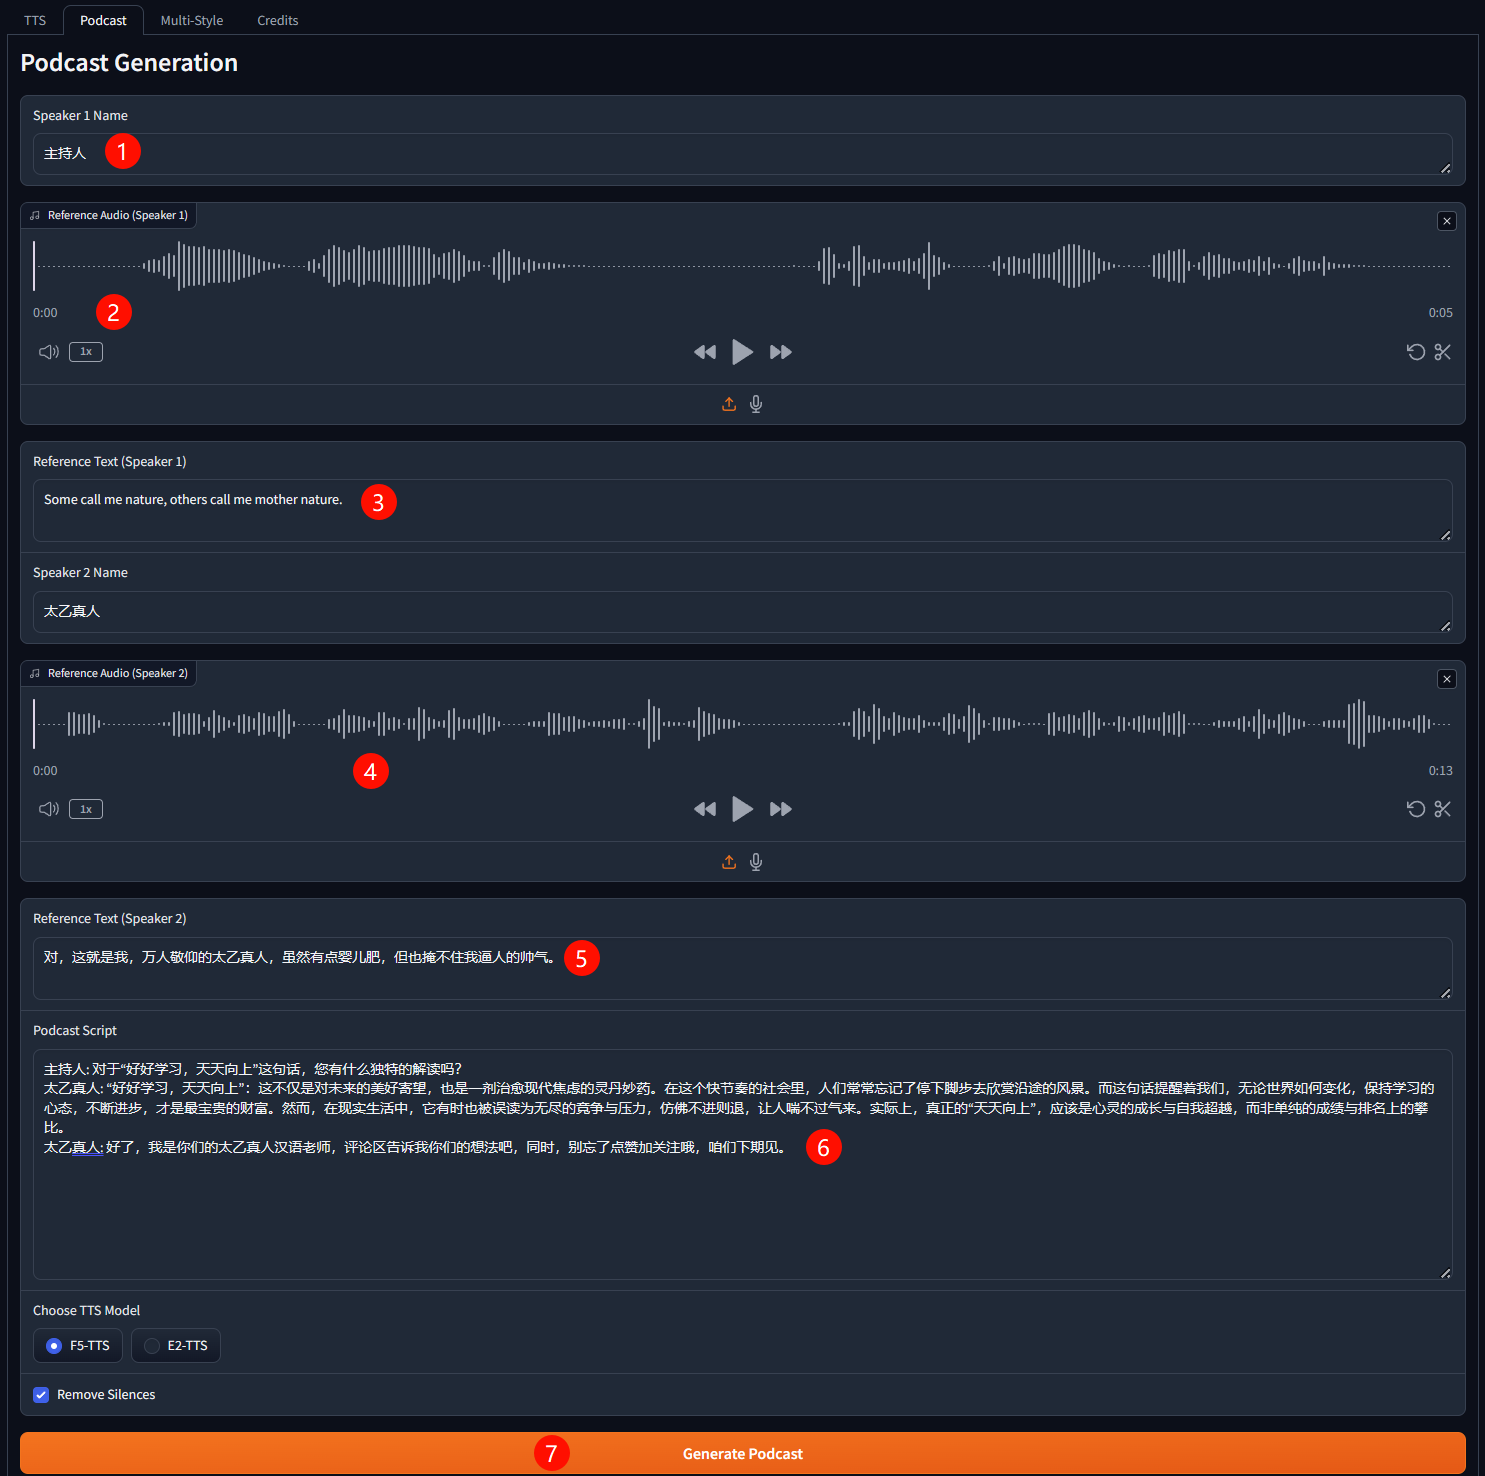 TTS Podcast Multi-Style Credits
Podcast Generation
Speaker 1 Name
主持人 1
Reference Audio (Speaker 1)
0:00 2 0:05
1x
Reference Text (Speaker 1)
Some call me nature, others call me mother nature. 3
Speaker 2 Name
太乙真人
Reference Audio (Speaker 2)
0:00 4 0:13
1x
Reference Text (Speaker 2)
对，这就是我，万人敬仰的太乙真人，虽然有点婴儿肥，但也掩不住我逼人的帅气。 5
Podcast Script
主持人: 对于“好好学习，天天向上”这句话，您有什么独特的解读吗？
太乙真人: “好好学习，天天向上”：这不仅是对未来的美好寄望，也是一剂治愈现代焦虑的灵丹妙药。在这个快节奏的社会里，人们常常忘记了停下脚步去欣赏沿途的风景。而这句话提醒着我们，无论世界如何变化，保持学习的
心态，不断进步，才是最宝贵的财富。然而，在现实生活中，它有时也被误读为无尽的竞争与压力，仿佛不进则退，让人喘不过气来。实际上，真正的“天天向上”，应该是心灵的成长与自我超越，而非单纯的成绩与排名上的攀
比。
太乙真人: 好了，我是你们的太乙真人汉语老师，评论区告诉我你们的想法吧，同时，别忘了点赞加关注哦，咱们下期见。 6
Choose TTS Model
F5-TTS E2-TTS
Remove Silences
7 Generate Podcast